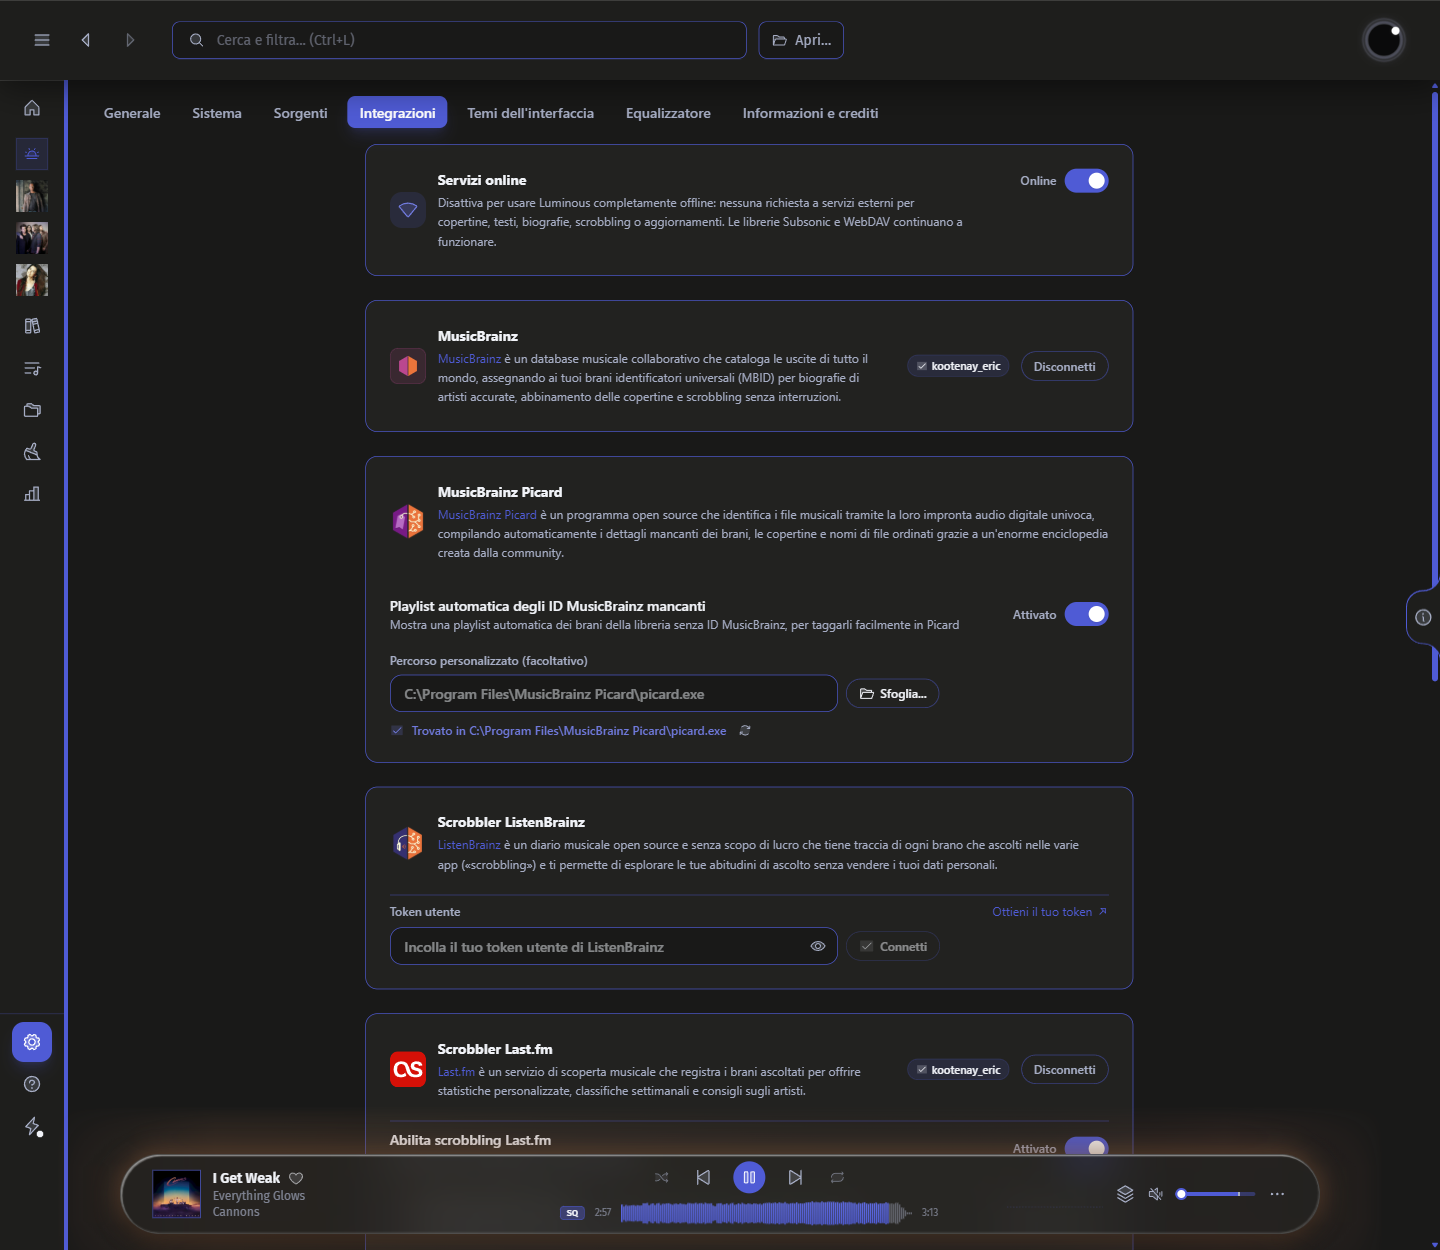 Cerca e filtra... (Ctrl+L)
Apri...
Generale
Sistema
Sorgenti
Integrazioni
Temi dell'interfaccia
Equalizzatore
Informazioni e crediti
Servizi online
Disattiva per usare Luminous completamente offline: nessuna richiesta a servizi esterni per
copertine, testi, biografie, scrobbling o aggiornamenti. Le librerie Subsonic e WebDAV continuano a
funzionare.
Online
MusicBrainz
MusicBrainz è un database musicale collaborativo che cataloga le uscite di tutto il
mondo, assegnando ai tuoi brani identificatori universali (MBID) per biografie di
artisti accurate, abbinamento delle copertine e scrobbling senza interruzioni.
kootenay_eric
Disconnetti
MusicBrainz Picard
MusicBrainz Picard è un programma open source che identifica i file musicali tramite la loro impronta audio digitale univoca,
compilando automaticamente i dettagli mancanti dei brani, le copertine e nomi di file ordinati grazie a un'enorme enciclopedia
creata dalla community.
Playlist automatica degli ID MusicBrainz mancanti
Mostra una playlist automatica dei brani della libreria senza ID MusicBrainz, per taggarli facilmente in Picard
Attivato
Percorso personalizzato (facoltativo)
C:\Program Files\MusicBrainz Picard\picard.exe
Sfoglia...
Trovato in C:\Program Files\MusicBrainz Picard\picard.exe
Scrobbler ListenBrainz
ListenBrainz è un diario musicale open source e senza scopo di lucro che tiene traccia di ogni brano che ascolti nelle varie
app («scrobbling») e ti permette di esplorare le tue abitudini di ascolto senza vendere i tuoi dati personali.
Token utente
Ottieni il tuo token
Incolla il tuo token utente di ListenBrainz
Connetti
Scrobbler Last.fm
Last.fm è un servizio di scoperta musicale che registra i brani ascoltati per offrire
statistiche personalizzate, classifiche settimanali e consigli sugli artisti.
kootenay_eric
Disconnetti
Abilita scrobbling Last.fm
Attivato
I Get Weak
Everything Glows
Cannons
SQ
2:57
3:13